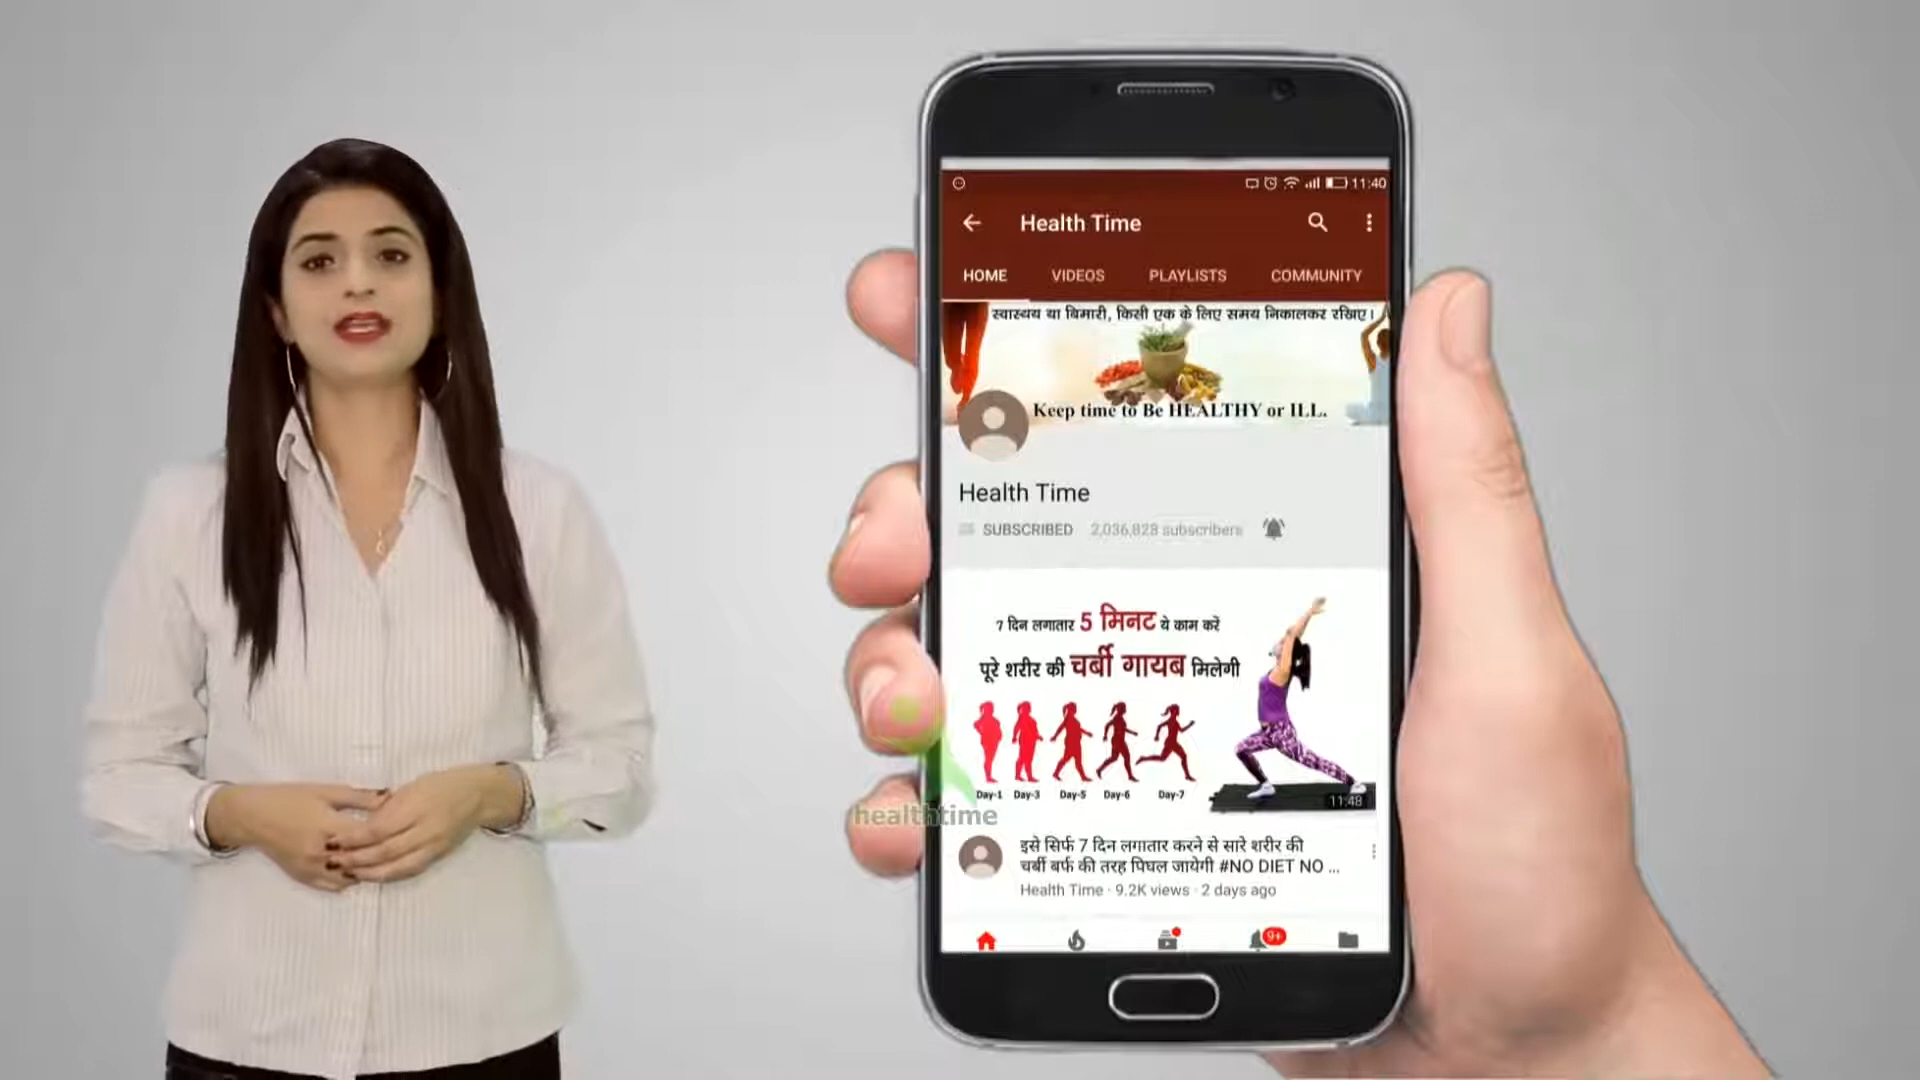 11:40
Health Time
HOME VIDEOS PLAYLISTS COMMUNITY
स्वास्थ्य या बिमारी, किसी एक के लिए समय निकालकर रखिए।
Keep time to Be HEALTHY or ILL.
Health Time
SUBSCRIBED 2,036,828 subscribers
7 दिन लगातार 5 मिनट ये काम करें
पूरे शरीर की चर्बी गायब मिलेगी
Day-1 Day-3 Day-5 Day-6 Day-7
11:48
healthtime
इसे सिर्फ 7 दिन लगातार करने से सारे शरीर की
चर्बी बर्फ की तरह पिघल जायेगी #NO DIET NO ...
Health Time · 9.2K views · 2 days ago
9+